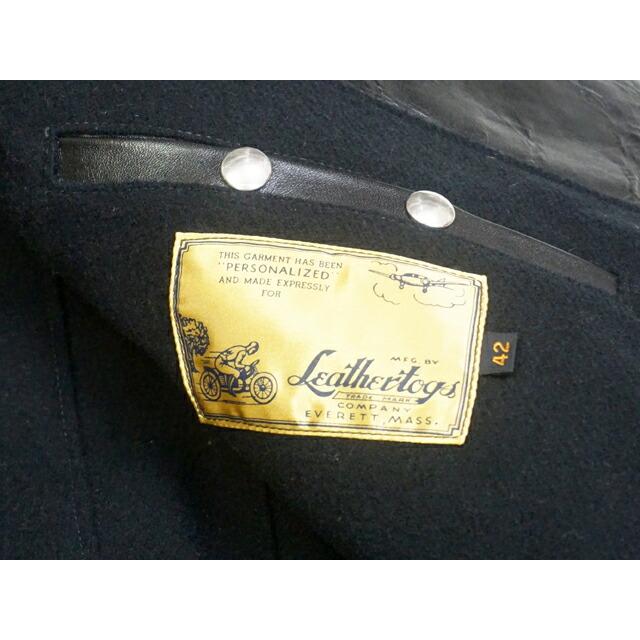 THIS GARMENT HAS BEEN
"PERSONALIZED"
AND MADE EXPRESSLY
FOR
MFG. BY
Leathertogs
TRADE MARK
COMPANY
EVERETT, MASS.
42